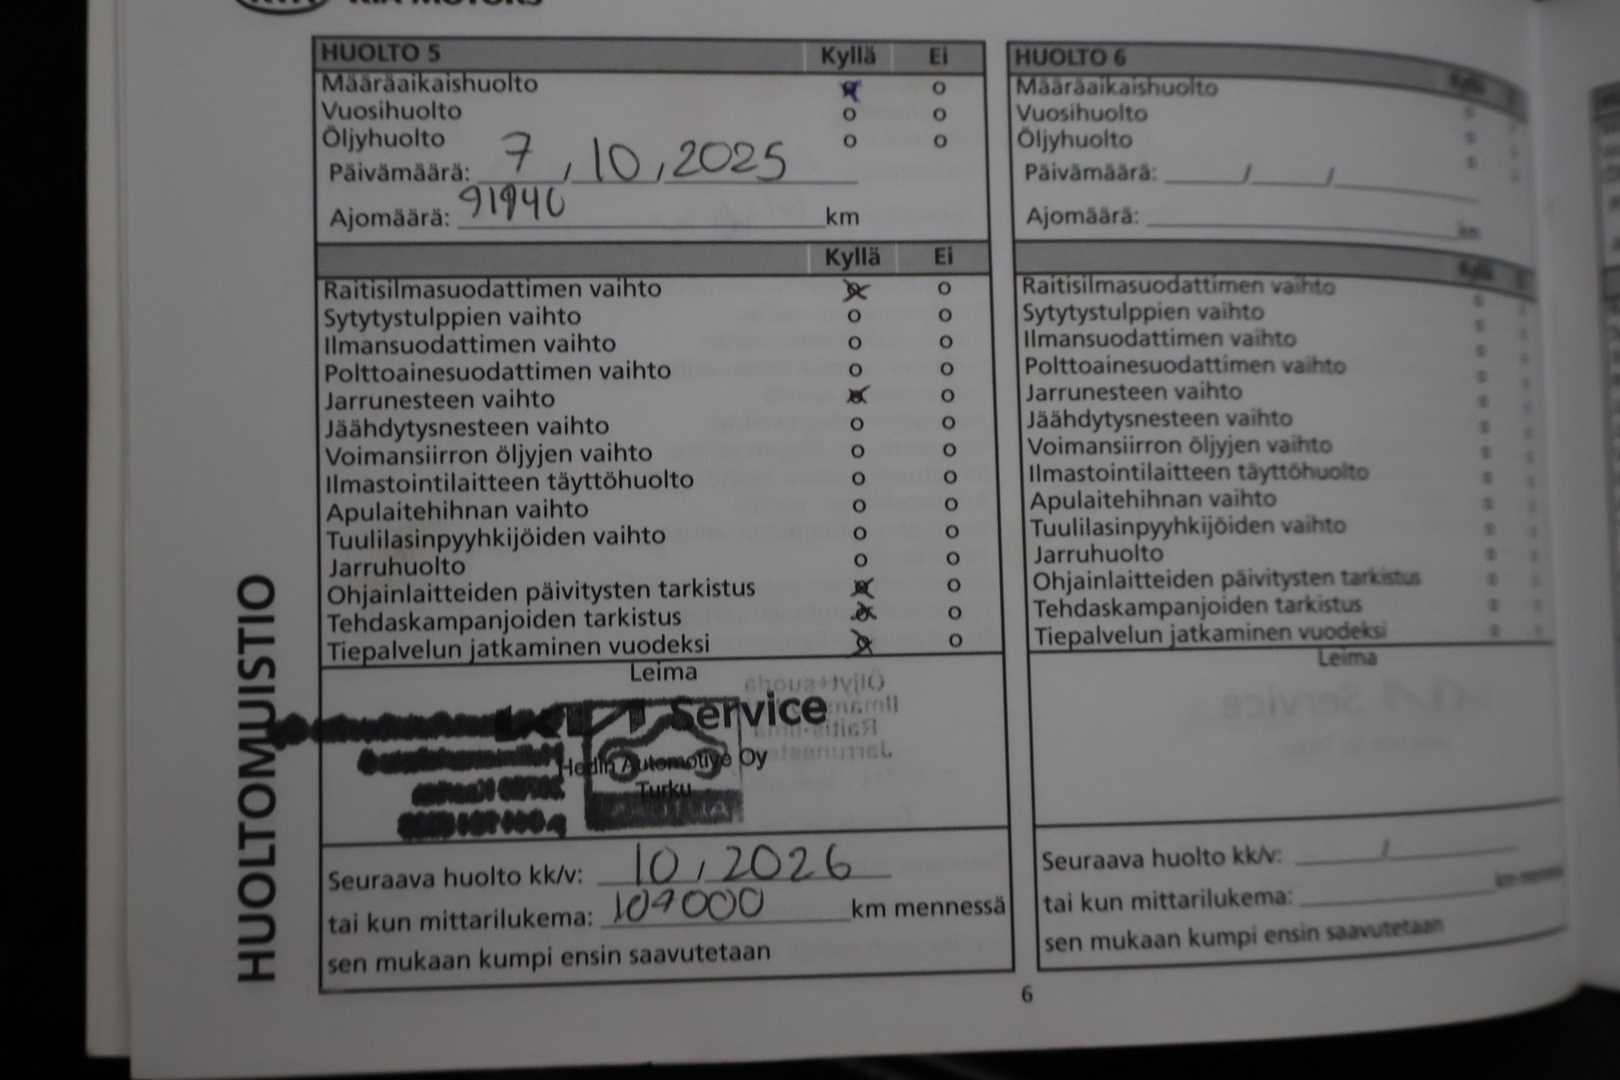 KIA MOTORS
HUOLTOMUISTIO
HUOLTO 5 Kyllä Ei
Määräaikaishuolto o
Vuosihuolto o o
Öljyhuolto o o
Päivämäärä: 7 / 10 / 2025
Ajomäärä: 91940 km
Kyllä Ei
Raitisilmasuodattimen vaihto o
Sytytystulppien vaihto o o
Ilmansuodattimen vaihto o o
Polttoainesuodattimen vaihto o o
Jarrunesteen vaihto o
Jäähdytysnesteen vaihto o o
Voimansiirron öljyjen vaihto o o
Ilmastointilaitteen täyttöhuolto o o
Apulaitehihnan vaihto o o
Tuulilasinpyyhkijöiden vaihto o o
Jarruhuolto o o
Ohjainlaitteiden päivitysten tarkistus o
Tehdaskampanjoiden tarkistus o
Tiepalvelun jatkaminen vuodeksi o
Leima
KIA Service
Hedin Automotive Oy
Turku
Seuraava huolto kk/v: 10 / 2026
tai kun mittarilukema: km mennessä
sen mukaan kumpi ensin saavutetaan
HUOLTO 6 Kyllä
Määräaikaishuolto
Vuosihuolto
Öljyhuolto
Päivämäärä: / /
Ajomäärä: km
Kyllä
Raitisilmasuodattimen vaihto
Sytytystulppien vaihto
Ilmansuodattimen vaihto
Polttoainesuodattimen vaihto
Jarrunesteen vaihto
Jäähdytysnesteen vaihto
Voimansiirron öljyjen vaihto
Ilmastointilaitteen täyttöhuolto
Apulaitehihnan vaihto
Tuulilasinpyyhkijöiden vaihto
Jarruhuolto
Ohjainlaitteiden päivitysten tarkistus
Tehdaskampanjoiden tarkistus
Tiepalvelun jatkaminen vuodeksi
Leima
Seuraava huolto kk/v: /
tai kun mittarilukema: km mennessä
sen mukaan kumpi ensin saavutetaan
6